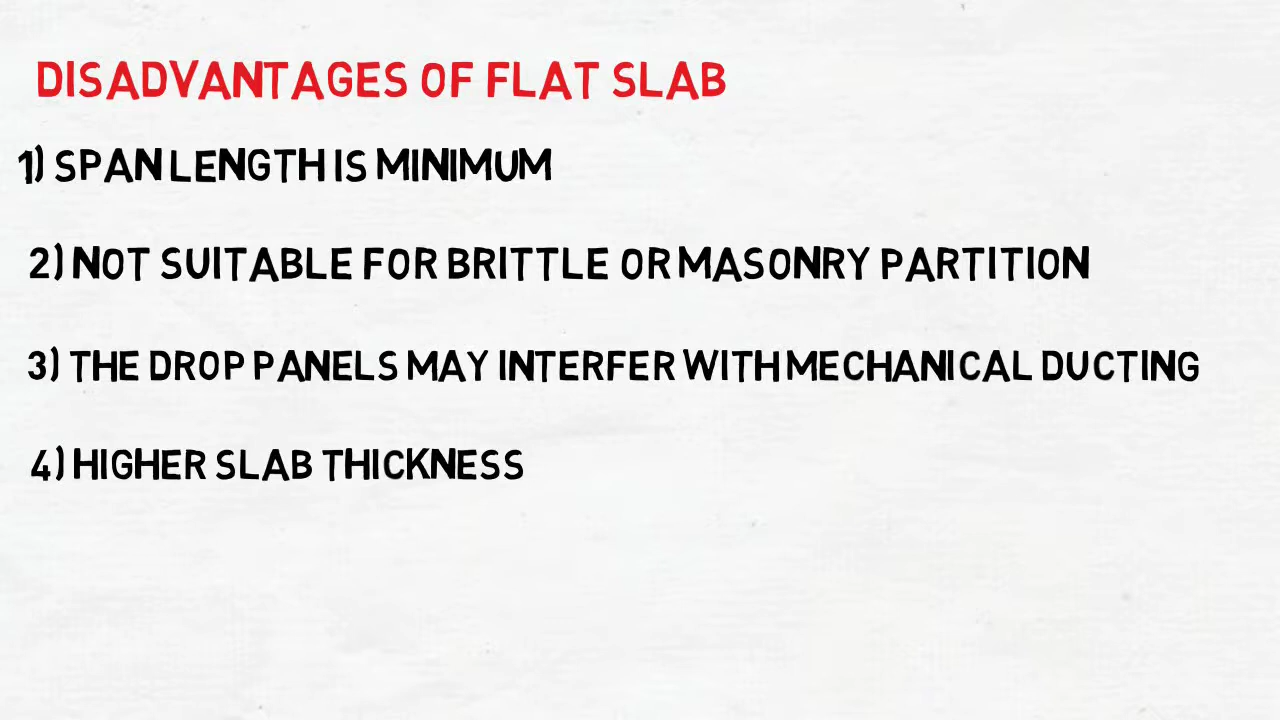 DISADVANTAGES OF FLAT SLAB
1) SPAN LENGTH IS MINIMUM
2) NOT SUITABLE FOR BRITTLE OR MASONRY PARTITION
3) THE DROP PANELS MAY INTERFER WITH MECHANICAL DUCTING
4) HIGHER SLAB THICKNESS